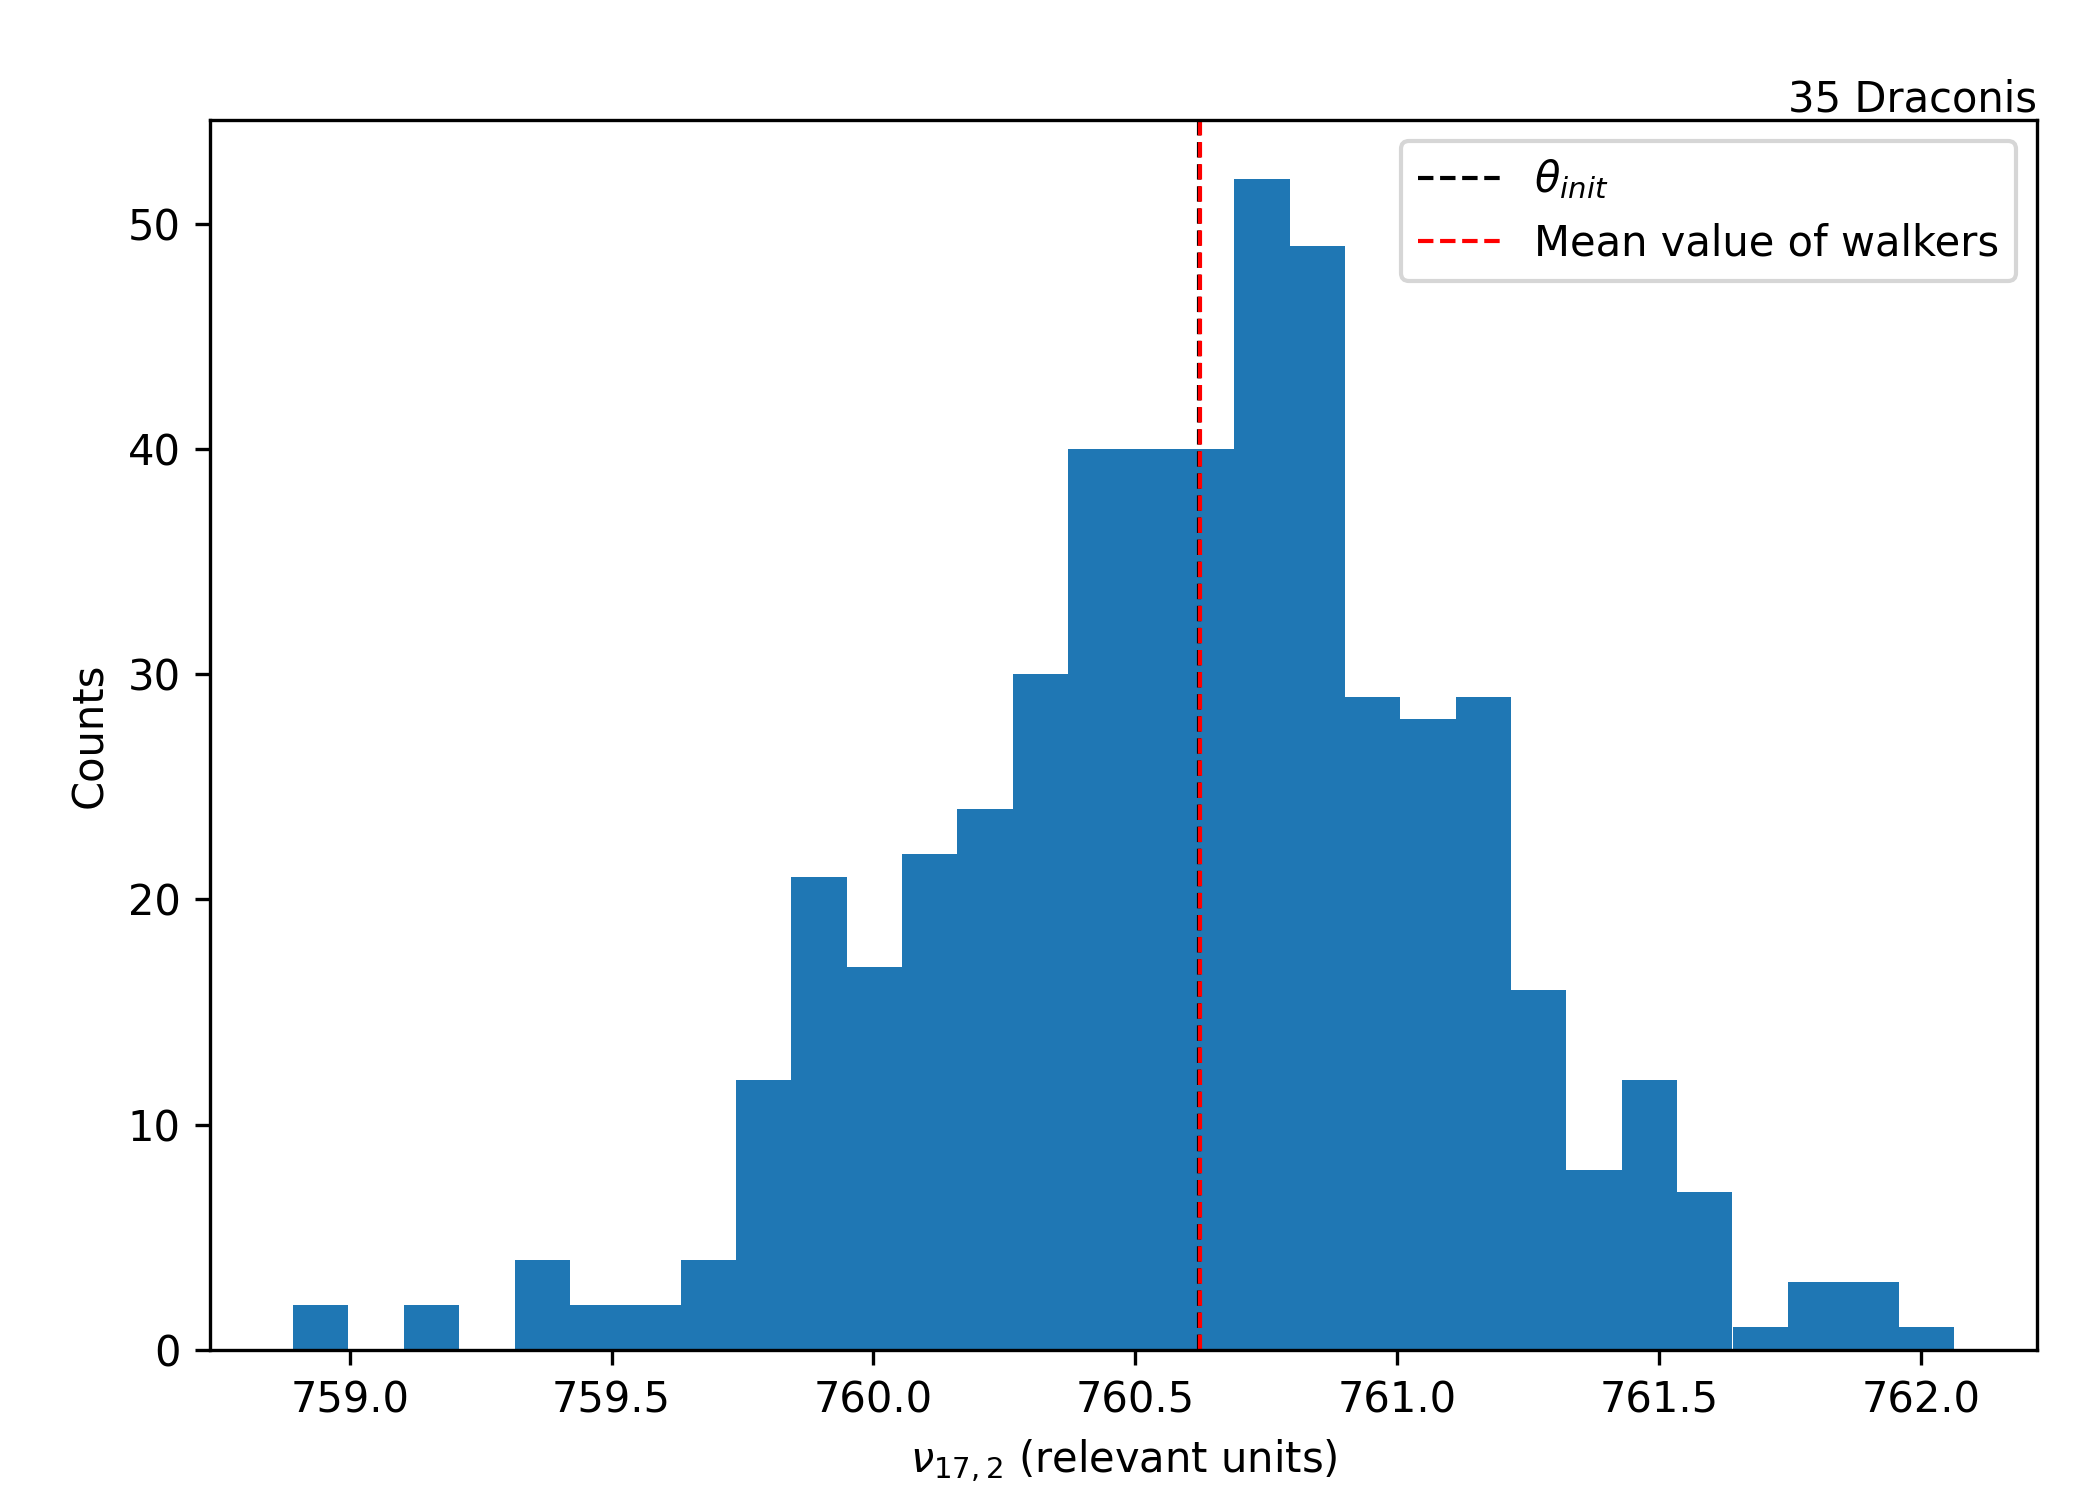 35 Draconis
θinit
Mean value of walkers
50
40
30
20
10
0
Counts
759.0 759.5 760.0 760.5 761.0 761.5 762.0
ν17, 2 (relevant units)